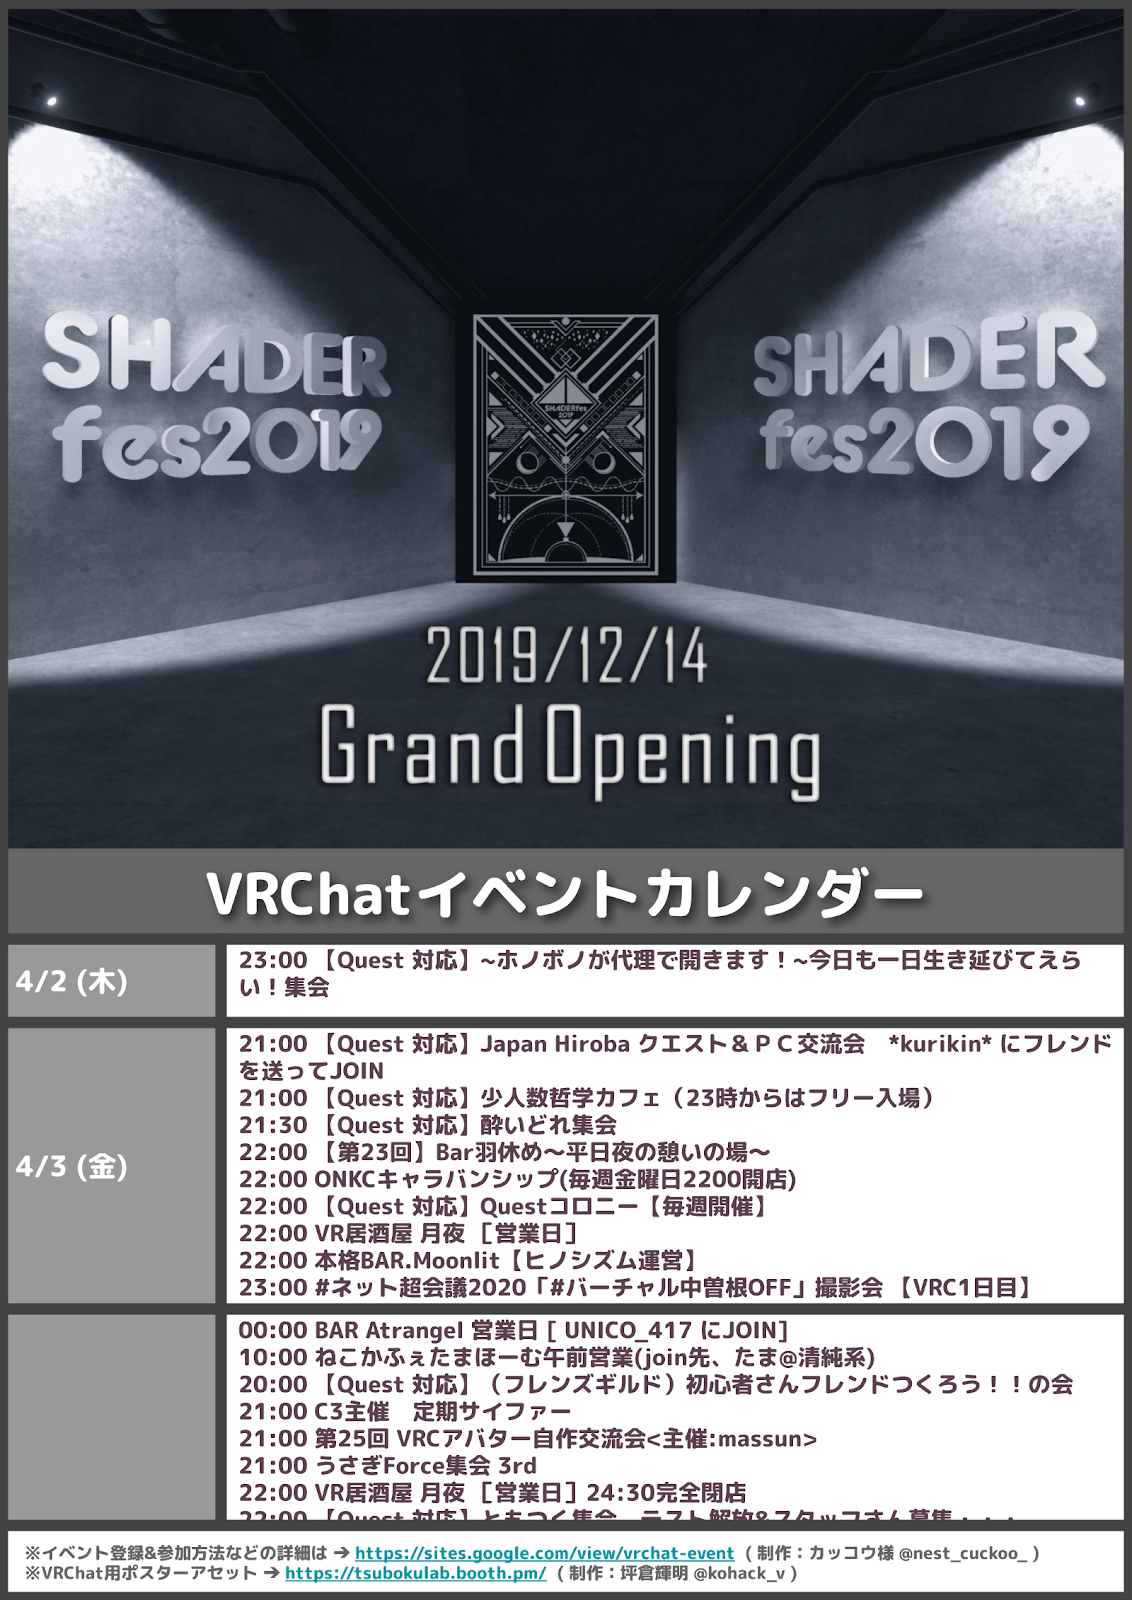 SHADER
fes2019
SHADER
fes2019
SHADERfes
2019
2019/12/14
Grand Opening
VRChatイベントカレンダー
4/2 (木)
23:00 【Quest 対応】~ホノボノが代理で開きます！~今日も一日生き延びてえら
い！集会
4/3 (金)
21:00 【Quest 対応】Japan Hiroba クエスト＆ＰＣ交流会　*kurikin* にフレンド
を送ってJOIN
21:00 【Quest 対応】少人数哲学カフェ（23時からはフリー入場）
21:30 【Quest 対応】酔いどれ集会
22:00 【第23回】Bar羽休め〜平日夜の憩いの場〜
22:00 ONKCキャラバンシップ(毎週金曜日2200開店)
22:00 【Quest 対応】Questコロニー【毎週開催】
22:00 VR居酒屋 月夜 ［営業日］
22:00 本格BAR.Moonlit【ヒノシズム運営】
23:00 #ネット超会議2020「#バーチャル中曽根OFF」撮影会 【VRC1日目】
00:00 BAR Atrangel 営業日 [ UNICO_417 にJOIN]
10:00 ねこかふぇたまほーむ午前営業(join先、たま@清純系)
20:00 【Quest 対応】（フレンズギルド）初心者さんフレンドつくろう！！の会
21:00 C3主催　定期サイファー
21:00 第25回 VRCアバター自作交流会<主催:massun>
21:00 うさぎForce集会 3rd
22:00 VR居酒屋 月夜 ［営業日］24:30完全閉店
22:00 【Quest 対応】ともつく集会
※イベント登録&参加方法などの詳細は ➔ https://sites.google.com/view/vrchat-event （制作：カッコウ様 @nest_cuckoo_ ）
※VRChat用ポスターアセット ➔ https://tsubokulab.booth.pm/ （制作：坪倉輝明 @kohack_v ）